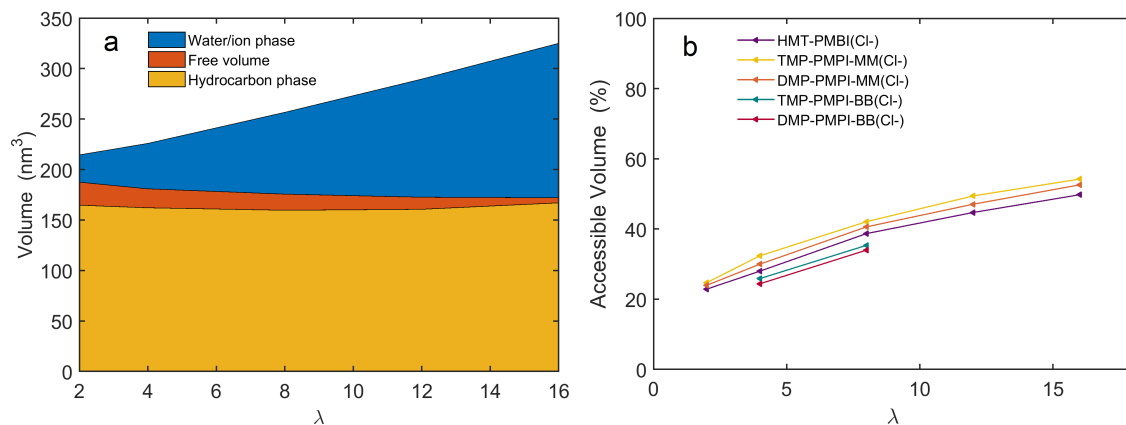 a
Water/ion phase
Free volume
Hydrocarbon phase
Volume (nm³)
350
300
250
200
150
100
50
0
2
4
6
8
10
12
14
16
λ
b
HMT-PMBI(Cl-)
TMP-PMPI-MM(Cl-)
DMP-PMPI-MM(Cl-)
TMP-PMPI-BB(Cl-)
DMP-PMPI-BB(Cl-)
Accessible Volume (%)
100
80
60
40
20
0
0
5
10
15
λ